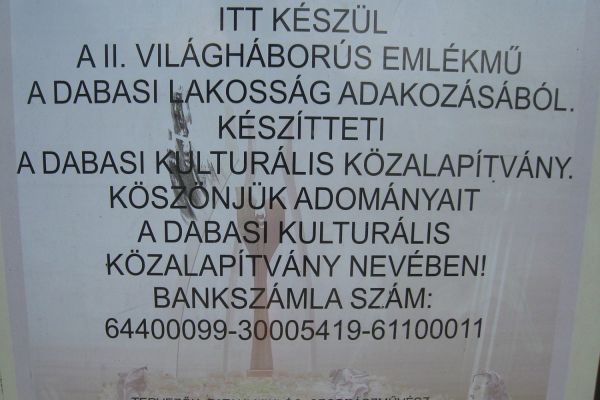 ITT KÉSZÜL
A II. VILÁGHÁBORÚS EMLÉKMŰ
A DABASI LAKOSSÁG ADAKOZÁSÁBÓL.
KÉSZÍTTETI
A DABASI KULTURÁLIS KÖZALAPÍTVÁNY.
KÖSZÖNJÜK ADOMÁNYAIT
A DABASI KULTURÁLIS
KÖZALAPÍTVÁNY NEVÉBEN!
BANKSZÁMLA SZÁM:
64400099-30005419-61100011